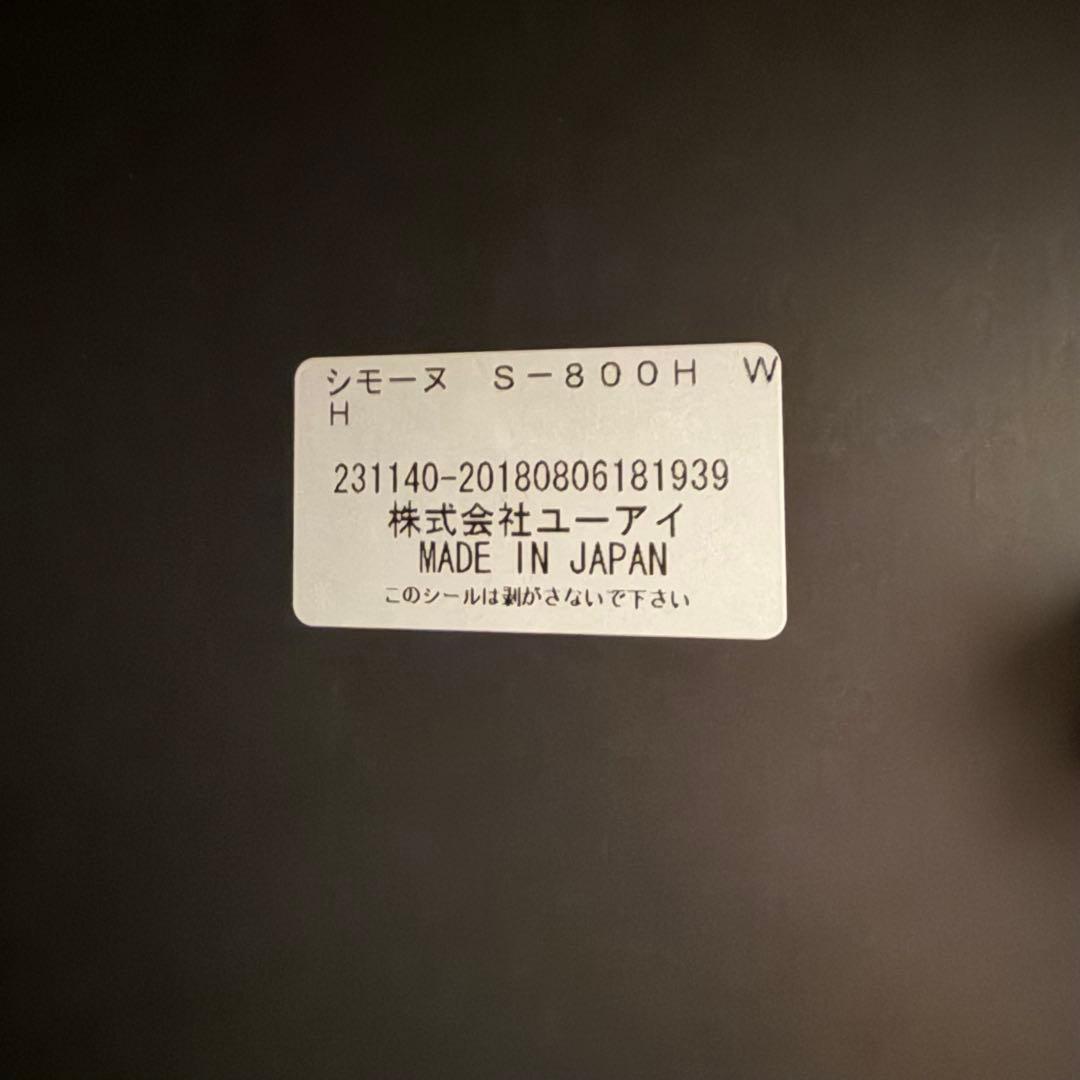 シモーヌ　Ｓ－８００Ｈ　Ｗ
Ｈ
231140-20180806181939
株式会社ユーアイ
MADE IN JAPAN
このシールは剥がさないで下さい